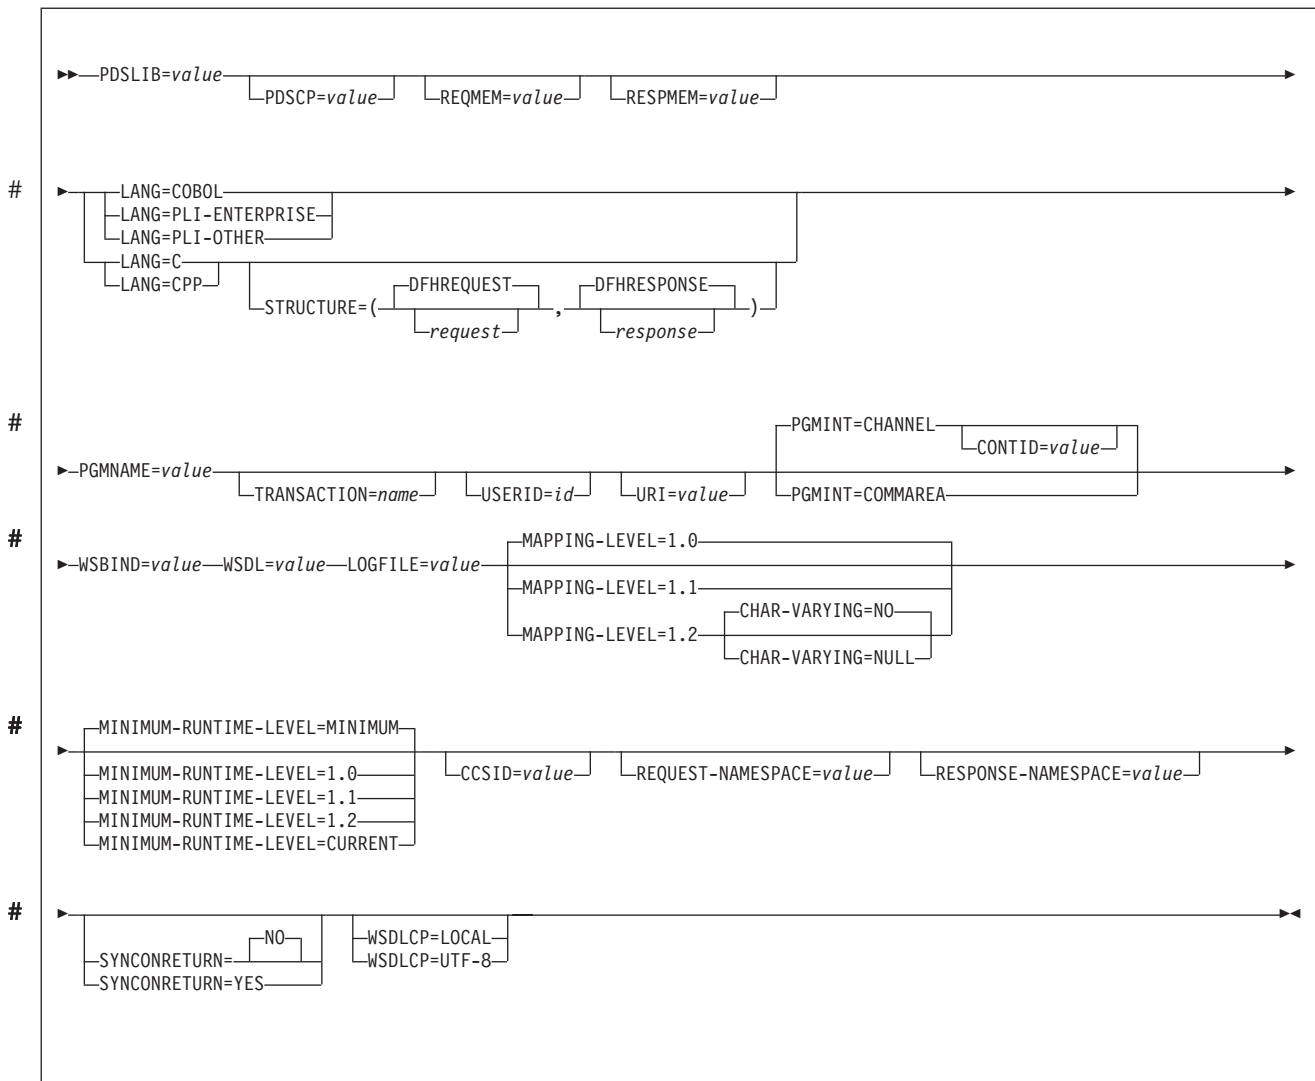 PDSLIB=value
PDSCP=value REQMEM=value RESPMEM=value
#
LANG=COBOL
LANG=PLI-ENTERPRISE
LANG=PLI-OTHER
LANG=C
LANG=CPP
DFHREQUEST DFHRESPONSE
STRUCTURE=( , )
request response
#
PGMINT=CHANNEL
CONTID=value
PGMNAME=value
TRANSACTION=name USERID=id URI=value PGMINT=COMMAREA
#
MAPPING-LEVEL=1.0
WSBIND=value WSDL=value LOGFILE=value
MAPPING-LEVEL=1.1
CHAR-VARYING=NO
MAPPING-LEVEL=1.2
CHAR-VARYING=NULL
#
MINIMUM-RUNTIME-LEVEL=MINIMUM
MINIMUM-RUNTIME-LEVEL=1.0 CCSID=value REQUEST-NAMESPACE=value RESPONSE-NAMESPACE=value
MINIMUM-RUNTIME-LEVEL=1.1
MINIMUM-RUNTIME-LEVEL=1.2
MINIMUM-RUNTIME-LEVEL=CURRENT
#
NO WSDLCP=LOCAL
SYNCONRETURN= WSDLCP=UTF-8
SYNCONRETURN=YES